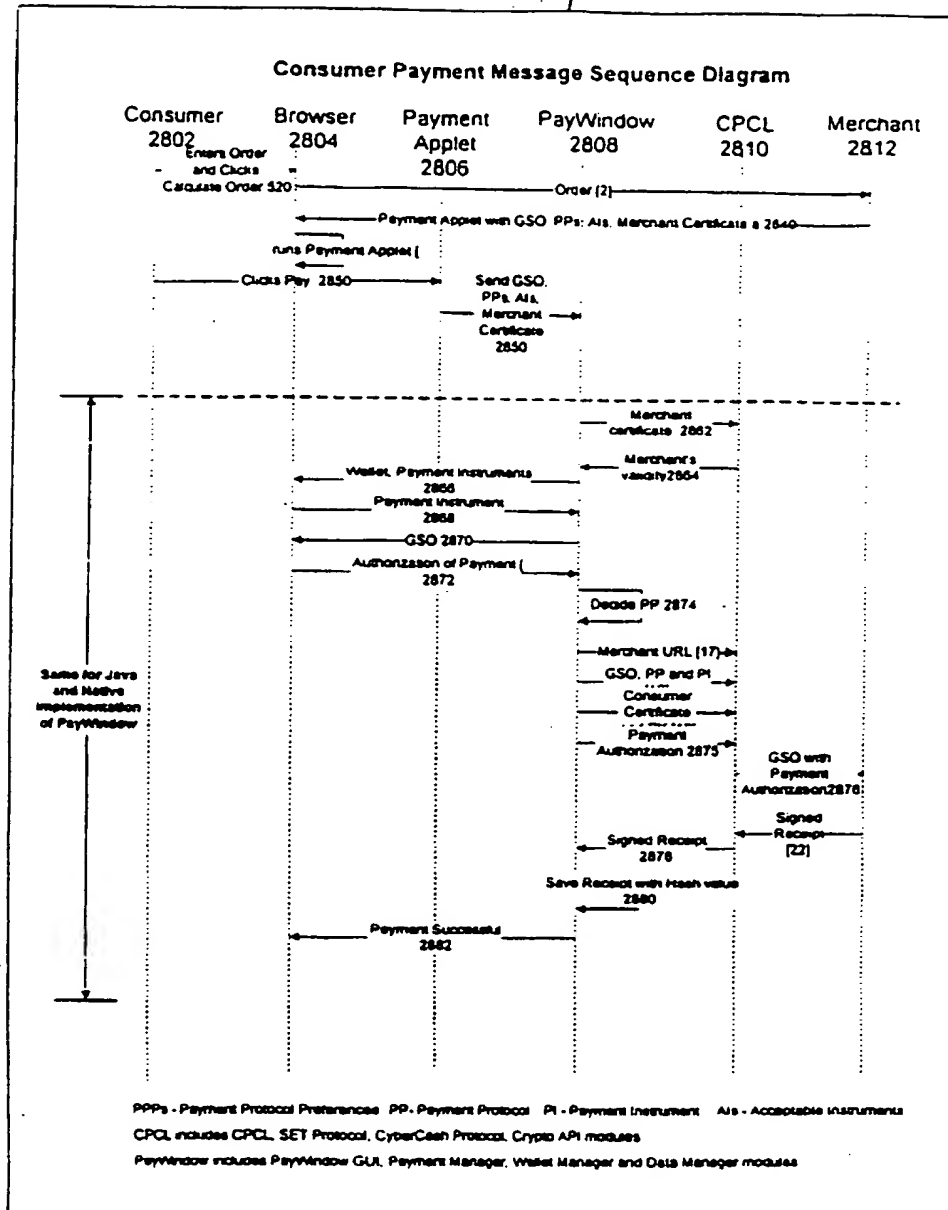 Consumer Payment Message Sequence Diagram
Consumer
2802
Browser
2804
Payment
Applet
2806
PayWindow
2808
CPCL
2810
Merchant
2812
Enters Order
and Clicks
Calculate Order 520
Order [2]
Payment Applet with GSO, PPs, AIs, Merchant Certificate s 2840
runs Payment Applet (
Clicks Pay 2850
Send GSO,
PPs, AIs,
Merchant
Certificate
2850
Merchant
certificate 2862
Merchant's
validity2864
Wallet, Payment Instruments
2866
Payment Instrument
2868
GSO 2870
Authorization of Payment (
2872
Decide PP 2874
Merchant URL [17]
GSO, PP and PI
Consumer
Certificate
Payment
Authorization 2875
GSO with
Payment
Authorization2876
Signed
Receipt
[22]
Signed Receipt
2878
Save Receipt with Hash value
2880
Payment Successful
2882
Same for Java
and Native
implementation
of PayWindow
PPPs - Payment Protocol Preferences PP- Payment Protocol PI - Payment Instrument AIs - Acceptable Instruments
CPCL includes CPCL, SET Protocol, CyberCash Protocol, Crypto API modules
PayWindow includes PayWindow GUI, Payment Manager, Wallet Manager and Data Manager modules